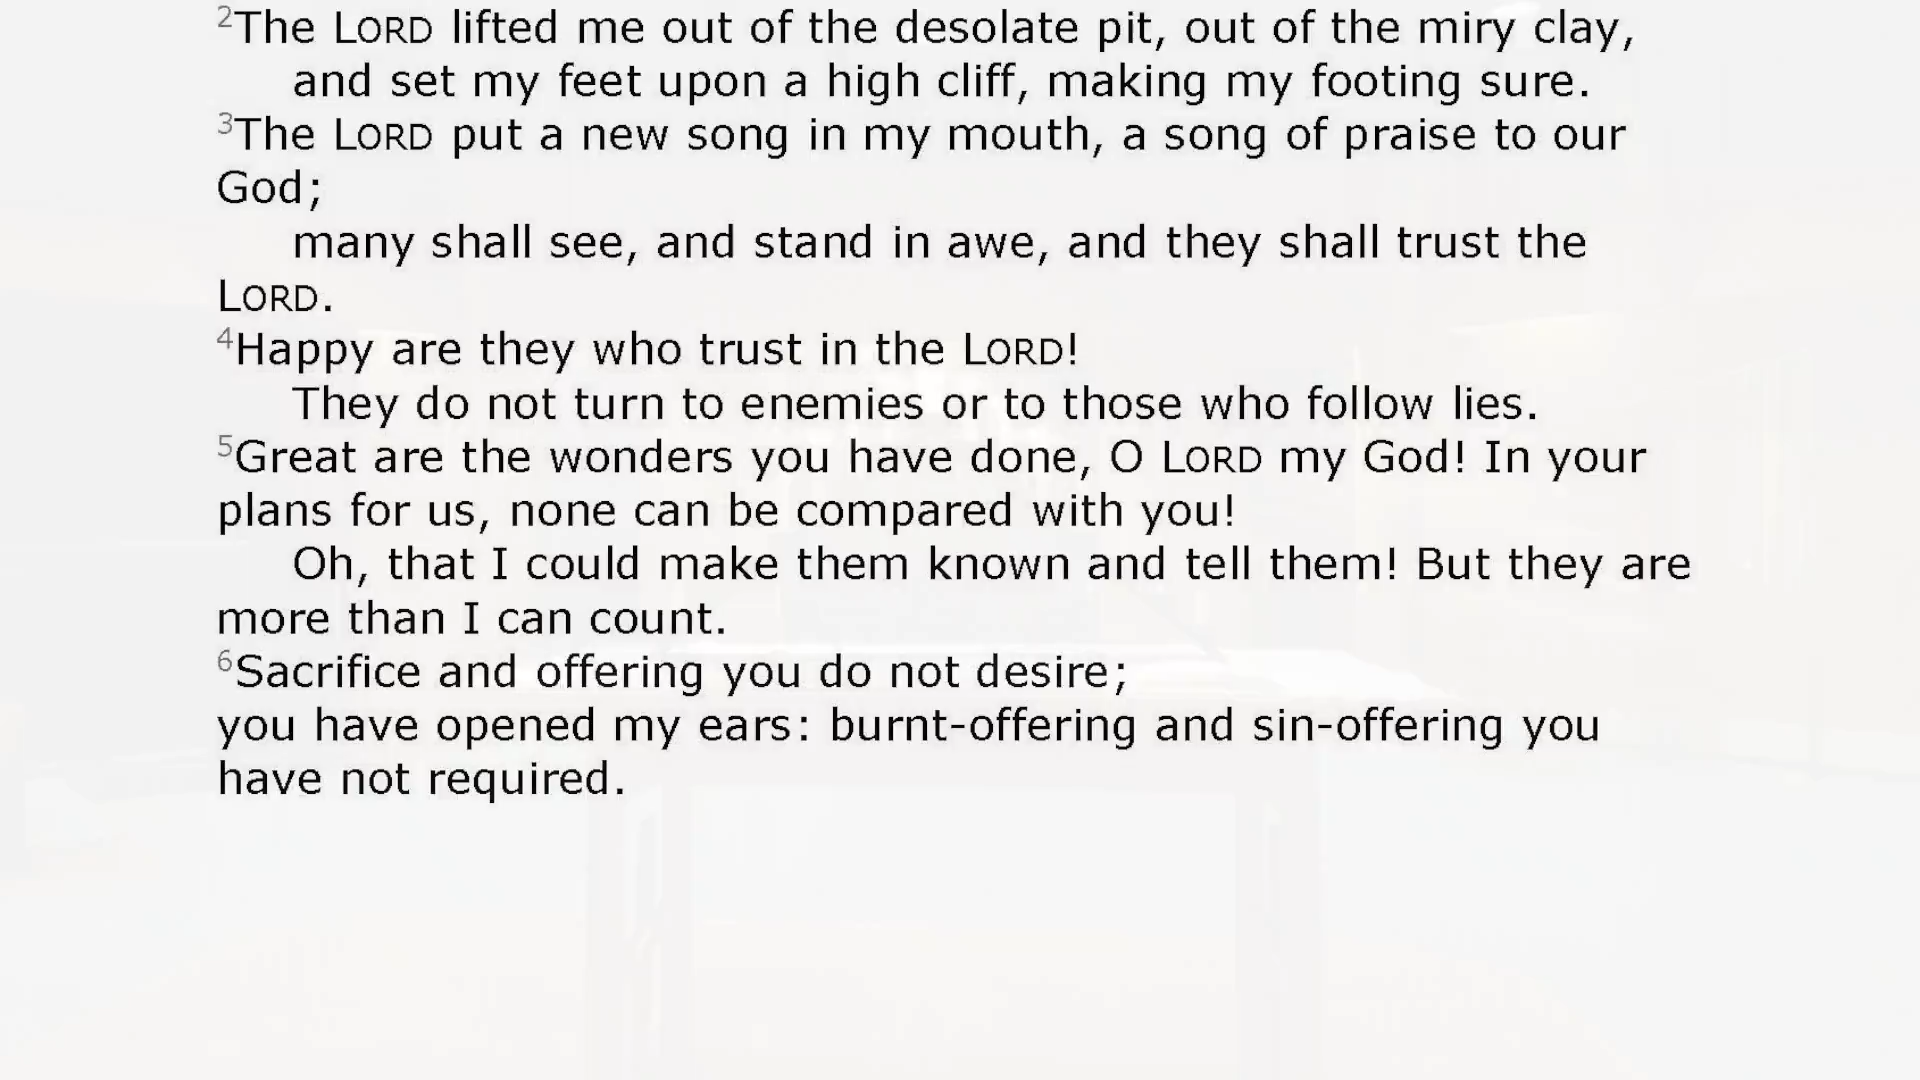 ²The LORD lifted me out of the desolate pit, out of the miry clay,
and set my feet upon a high cliff, making my footing sure.
³The LORD put a new song in my mouth, a song of praise to our
God;
many shall see, and stand in awe, and they shall trust the
LORD.
⁴Happy are they who trust in the LORD!
They do not turn to enemies or to those who follow lies.
⁵Great are the wonders you have done, O LORD my God! In your
plans for us, none can be compared with you!
Oh, that I could make them known and tell them! But they are
more than I can count.
⁶Sacrifice and offering you do not desire;
you have opened my ears: burnt-offering and sin-offering you
have not required.